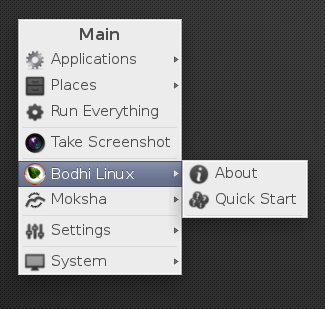 Main
Applications
Places
Run Everything
Take Screenshot
Bodhi Linux
About
Moksha
Quick Start
Settings
System